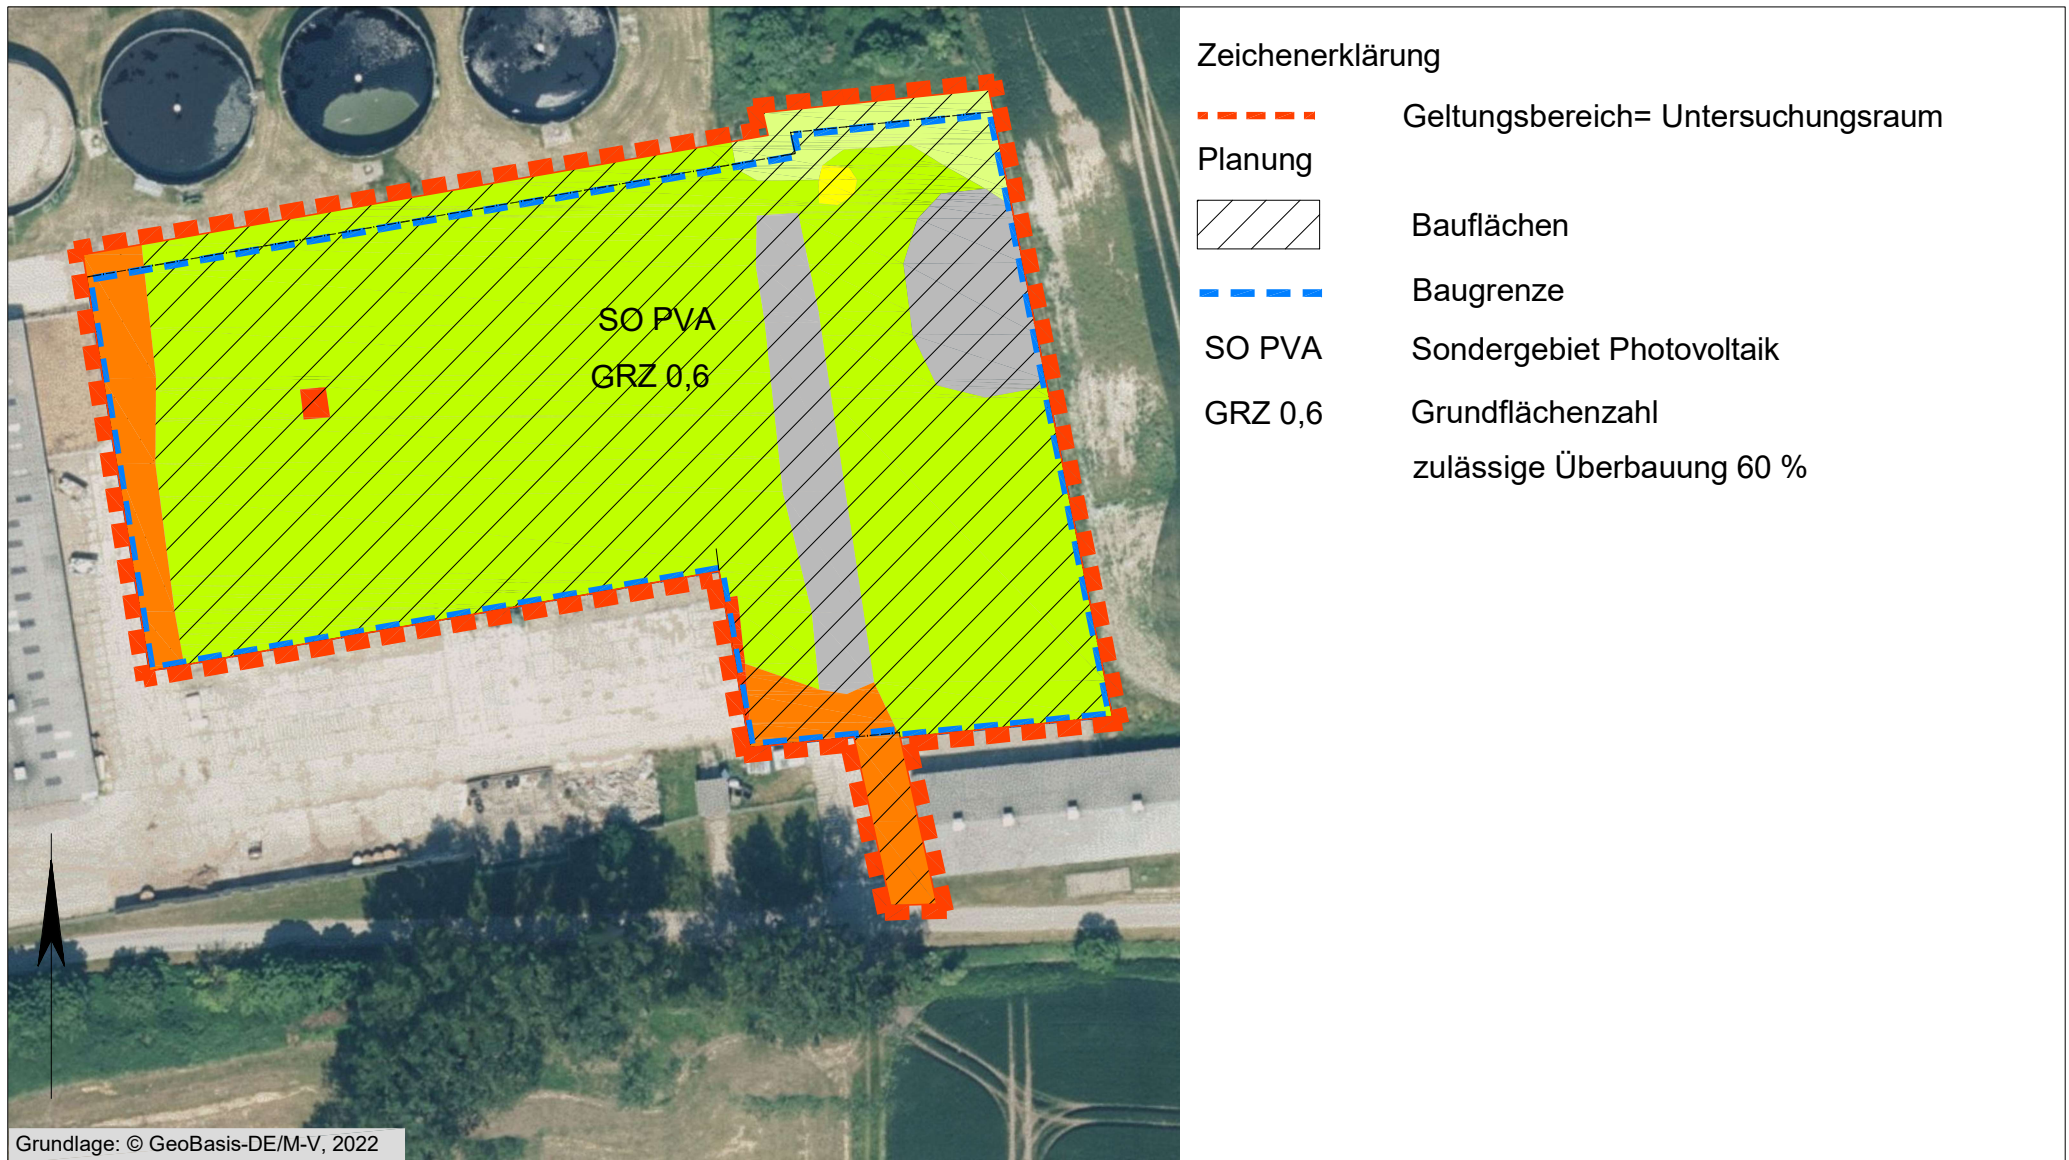 Zeichenerklärung
Geltungsbereich= Untersuchungsraum
Planung
Bauflächen
Baugrenze
SO PVA Sondergebiet Photovoltaik
GRZ 0,6 Grundflächenzahl
zulässige Überbauung 60 %
SO PVA
GRZ 0,6
Grundlage: © GeoBasis-DE/M-V, 2022